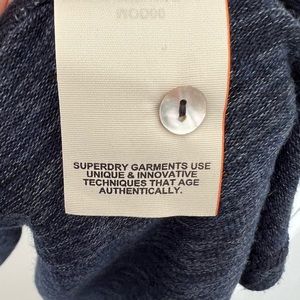 SUPERDRY GARMENTS USE
UNIQUE & INNOVATIVE
TECHNIQUES THAT AGE
AUTHENTICALLY.